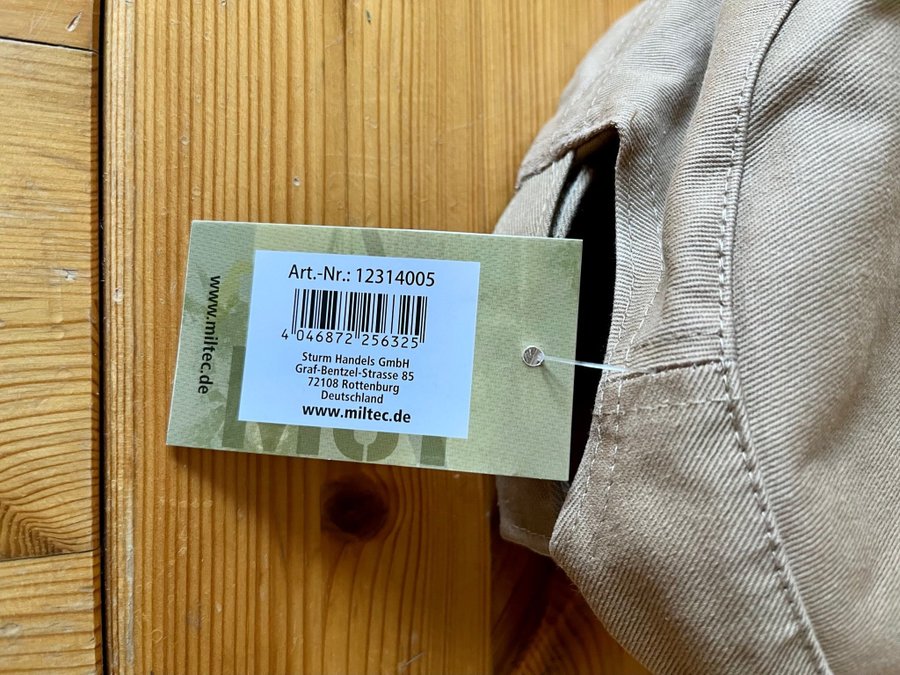 Art.-Nr.: 12314005
4 046872 256325
Sturm Handels GmbH
Graf-Bentzel-Strasse 85
72108 Rottenburg
Deutschland
www.miltec.de
www.miltec.de